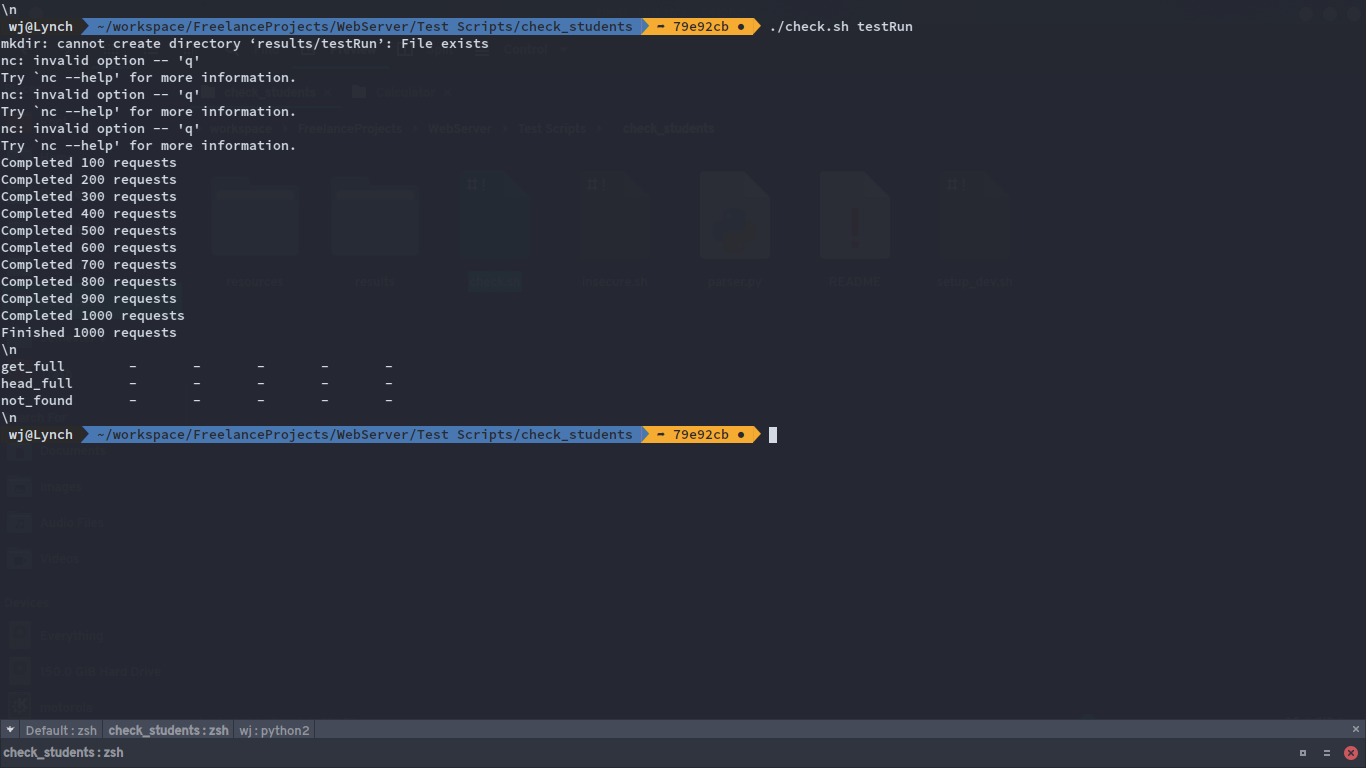 \n
wj@Lynch ~/workspace/FreelanceProjects/WebServer/Test Scripts/check_students ➦ 79e92cb ● ./check.sh testRun
mkdir: cannot create directory ‘results/testRun’: File exists
nc: invalid option -- 'q'
Try `nc --help' for more information.
nc: invalid option -- 'q'
Try `nc --help' for more information.
nc: invalid option -- 'q'
Try `nc --help' for more information.
Completed 100 requests
Completed 200 requests
Completed 300 requests
Completed 400 requests
Completed 500 requests
Completed 600 requests
Completed 700 requests
Completed 800 requests
Completed 900 requests
Completed 1000 requests
Finished 1000 requests
\n
get_full - - - - -
head_full - - - - -
not_found - - - - -
\n
wj@Lynch ~/workspace/FreelanceProjects/WebServer/Test Scripts/check_students ➦ 79e92cb ●
Default : zsh check_students : zsh wj : python2
check_students : zsh